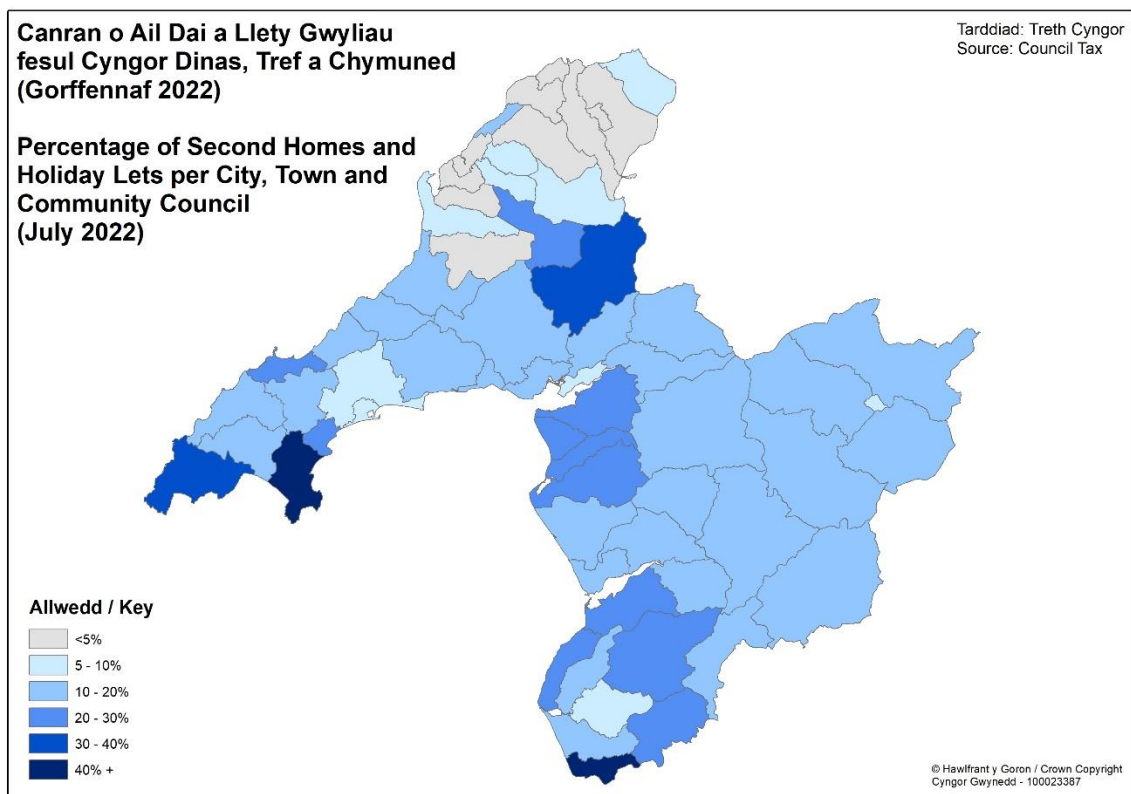 Canran o Ail Dai a Llety Gwyliau
fesul Cyngor Dinas, Tref a Chymuned
(Gorffennaf 2022)
Percentage of Second Homes and
Holiday Lets per City, Town and
Community Council
(July 2022)
Tarddiad: Treth Cyngor
Source: Council Tax
Allwedd / Key
<5%
5 - 10%
10 - 20%
20 - 30%
30 - 40%
40% +
© Hawlfraint y Goron / Crown Copyright
Cyngor Gwynedd - 100023387